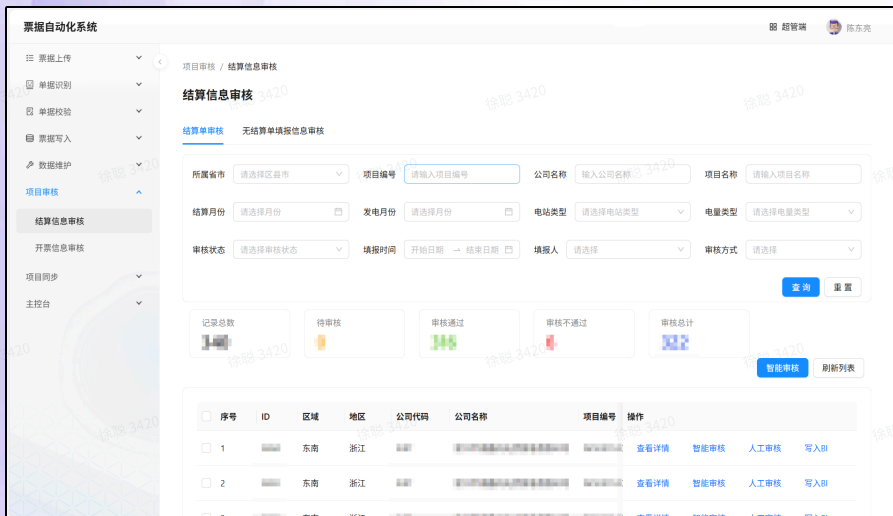 票据自动化系统
超管端
陈东亮
票据上传
单据识别
单据校验
票据写入
数据维护
项目审核
结算信息审核
开票信息审核
项目同步
主控台
项目审核 / 结算信息审核
结算信息审核
结算单审核 无结算单填报信息审核
所属省市 请选择区县市 项目编号 请输入项目编号 公司名称 输入公司名称 项目名称 请输入项目名称
结算月份 请选择月份 发电月份 请选择月份 电站类型 请选择电站类型 电量类型 请选择电量类型
审核状态 请选择审核状态 填报时间 开始日期 → 结束日期 填报人 请选择 审核方式 请选择
查 询 重 置
记录总数 待审核 审核通过 审核不通过 审核总计
智能审核 刷新列表
序号 ID 区域 地区 公司代码 公司名称 项目编号 操作
1 东南 浙江 查看详情 智能审核 人工审核 写入BI
2 东南 浙江 查看详情 智能审核 人工审核 写入BI
徐聪 3420